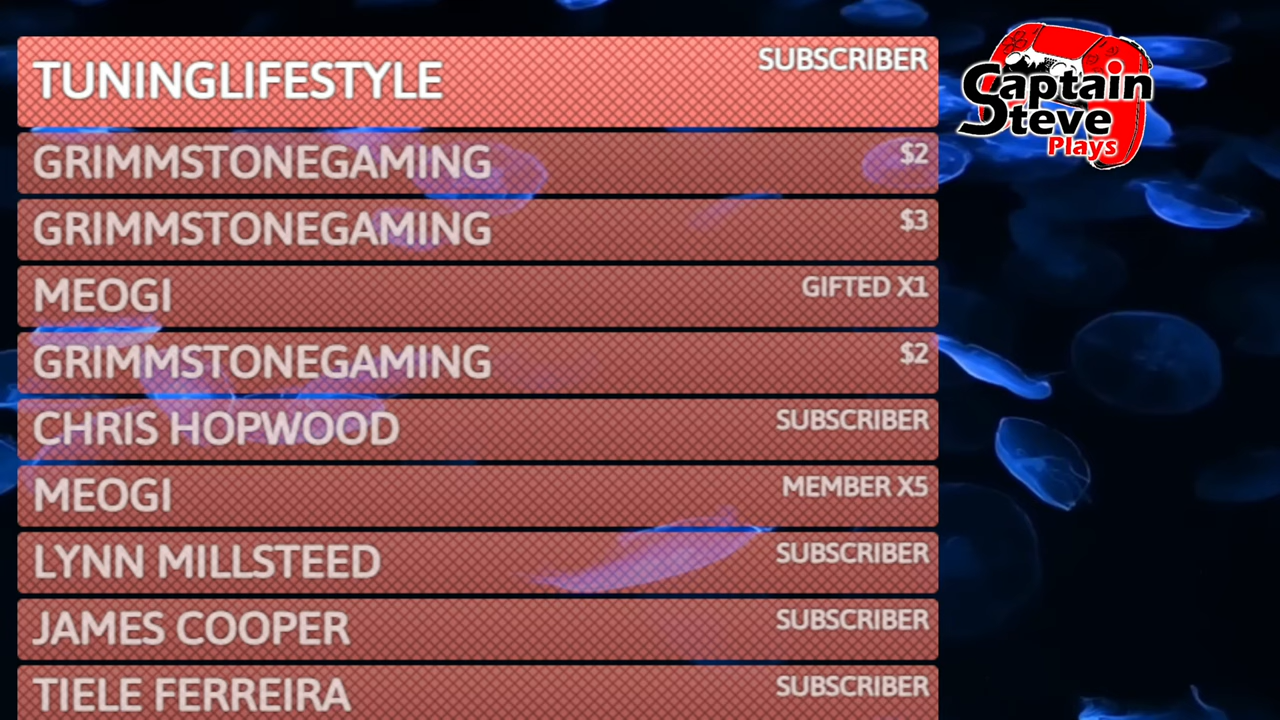 TUNINGLIFESTYLE SUBSCRIBER
GRIMMSTONEGAMING $2
GRIMMSTONEGAMING $3
MEOGI GIFTED X1
GRIMMSTONEGAMING $2
CHRIS HOPWOOD SUBSCRIBER
MEOGI MEMBER X5
LYNN MILLSTEED SUBSCRIBER
JAMES COOPER SUBSCRIBER
TIELE FERREIRA SUBSCRIBER
Captain
Steve
Plays